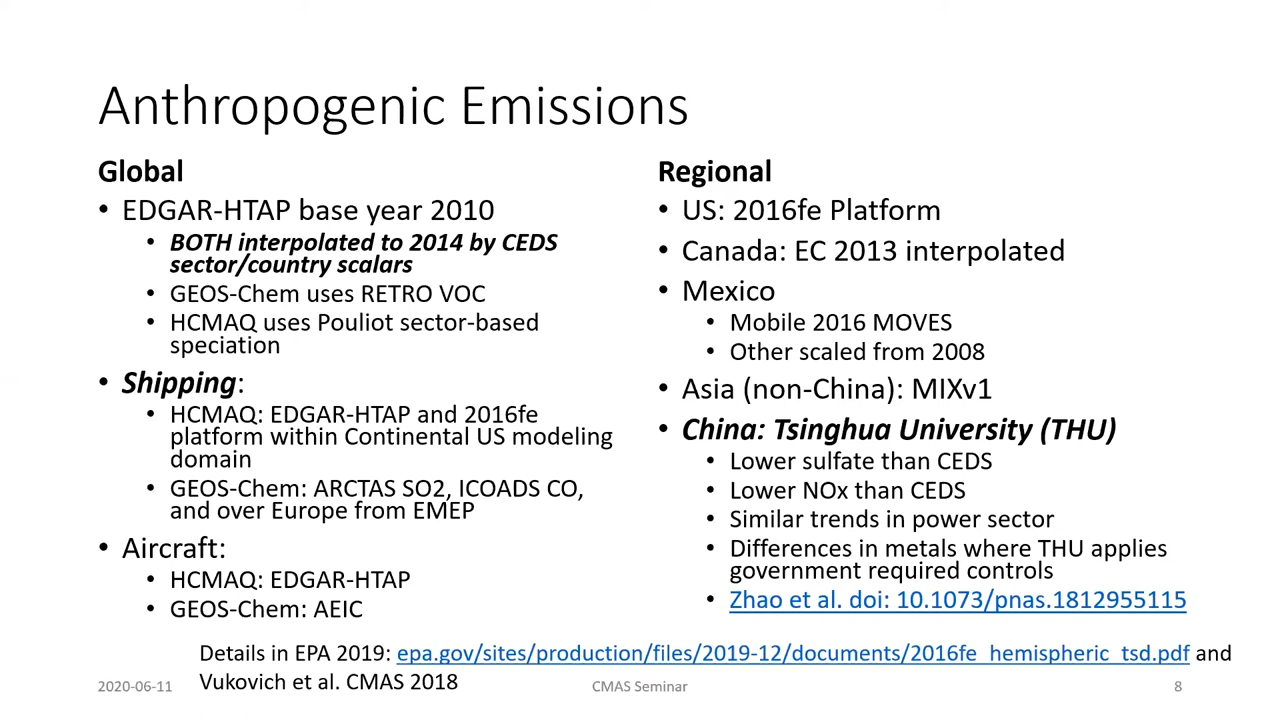 Anthropogenic Emissions
Global
• EDGAR-HTAP base year 2010
• BOTH interpolated to 2014 by CEDS
sector/country scalars
• GEOS-Chem uses RETRO VOC
• HCMAQ uses Pouliot sector-based
speciation
• Shipping:
• HCMAQ: EDGAR-HTAP and 2016fe
platform within Continental US modeling
domain
• GEOS-Chem: ARCTAS SO2, ICOADS CO,
and over Europe from EMEP
• Aircraft:
• HCMAQ: EDGAR-HTAP
• GEOS-Chem: AEIC
Regional
• US: 2016fe Platform
• Canada: EC 2013 interpolated
• Mexico
• Mobile 2016 MOVES
• Other scaled from 2008
• Asia (non-China): MIXv1
• China: Tsinghua University (THU)
• Lower sulfate than CEDS
• Lower NOx than CEDS
• Similar trends in power sector
• Differences in metals where THU applies
government required controls
• Zhao et al. doi: 10.1073/pnas.1812955115
Details in EPA 2019: epa.gov/sites/production/files/2019-12/documents/2016fe_hemispheric_tsd.pdf and
Vukovich et al. CMAS 2018
2020-06-11
CMAS Seminar
8